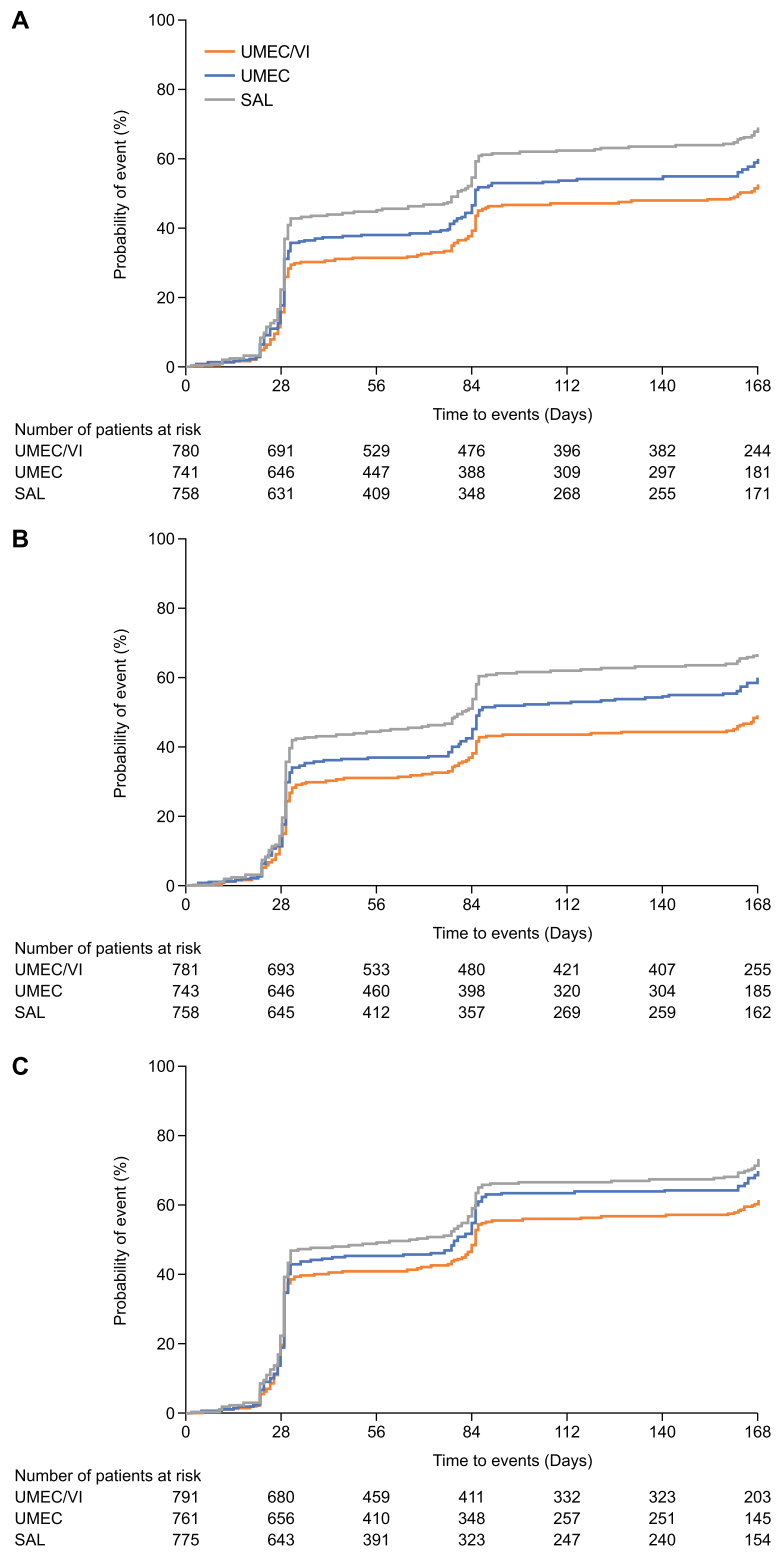 A
Probability of event (%)
100
80
60
40
20
0
UMEC/VI
UMEC
SAL
0 28 56 84 112 140 168
Time to events (Days)
Number of patients at risk
UMEC/VI 780 691 529 476 396 382 244
UMEC 741 646 447 388 309 297 181
SAL 758 631 409 348 268 255 171
B
Probability of event (%)
100
80
60
40
20
0
0 28 56 84 112 140 168
Time to events (Days)
Number of patients at risk
UMEC/VI 781 693 533 480 421 407 255
UMEC 743 646 460 398 320 304 185
SAL 758 645 412 357 269 259 162
C
Probability of event (%)
100
80
60
40
20
0
0 28 56 84 112 140 168
Time to events (Days)
Number of patients at risk
UMEC/VI 791 680 459 411 332 323 203
UMEC 761 656 410 348 257 251 145
SAL 775 643 391 323 247 240 154